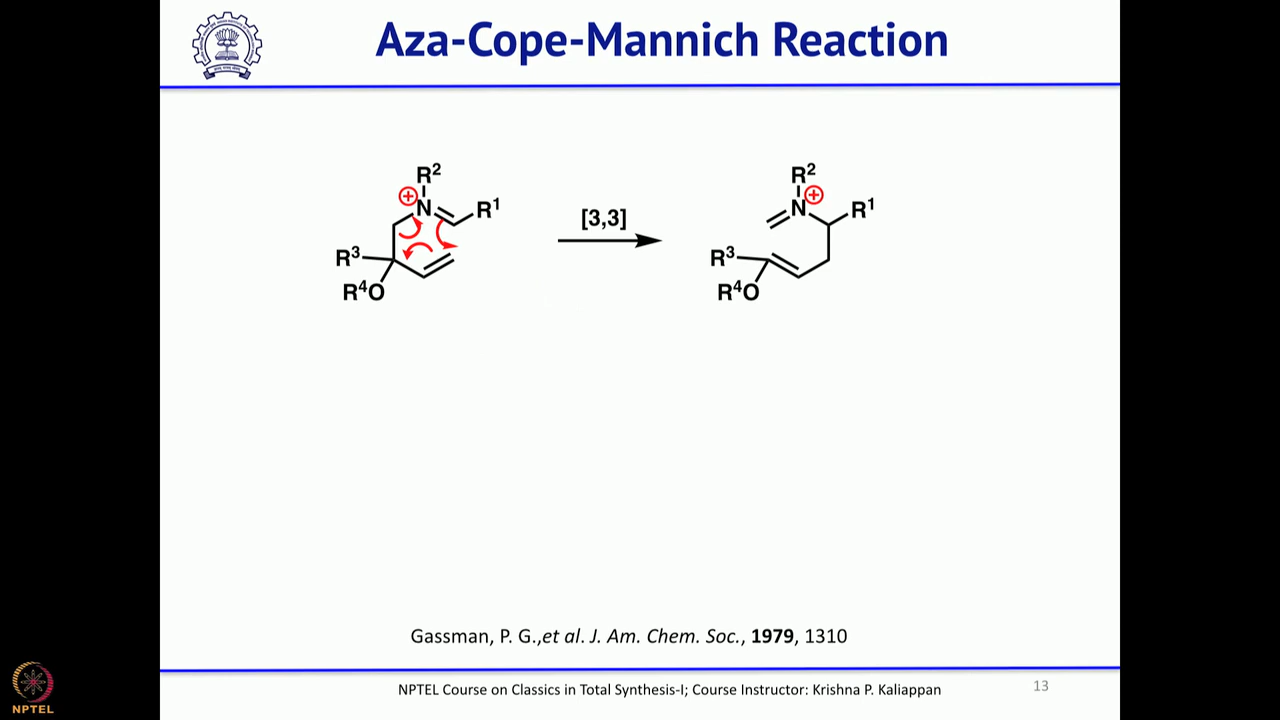 Aza-Cope-Mannich Reaction
R² R²
⊕ ⊕
N R¹ [3,3] N R¹
R³ R³
R⁴O R⁴O
Gassman, P. G.,et al. J. Am. Chem. Soc., 1979, 1310
NPTEL Course on Classics in Total Synthesis-I; Course Instructor: Krishna P. Kaliappan
13
NPTEL